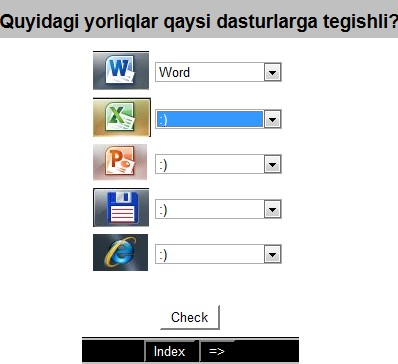 Quyidagi yorliqlar qaysi dasturlarga tegishli?
W Word
X :)
P :)
:)
e :)
Check
Index =>